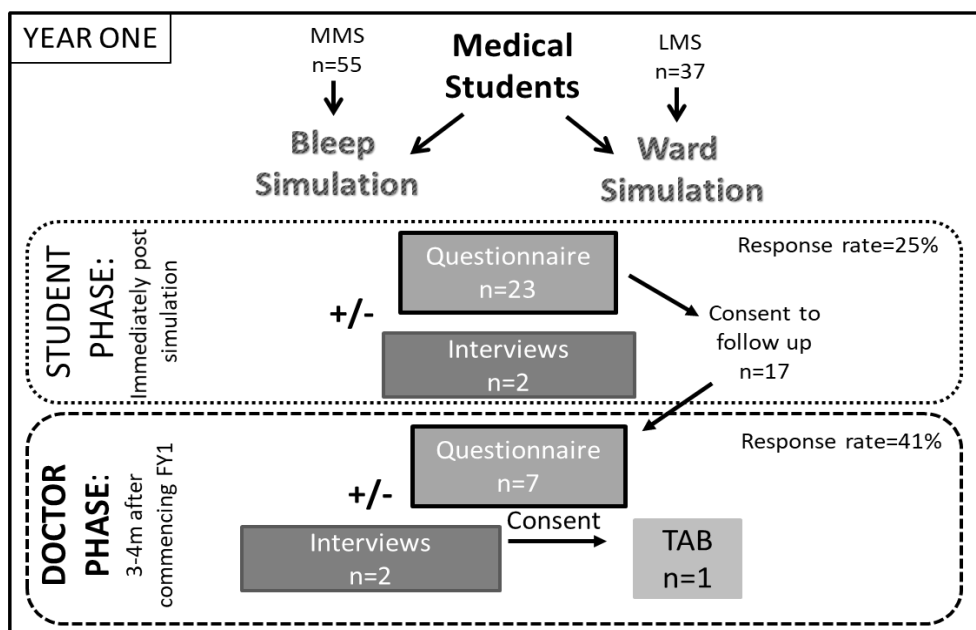 YEAR ONE
MMS
n=55
Medical
Students
LMS
n=37
Bleep
Simulation
Ward
Simulation
STUDENT
PHASE:
Immediately post
simulation
Questionnaire
n=23
Response rate=25%
+/-
Interviews
n=2
Consent to
follow up
n=17
DOCTOR
PHASE:
3-4m after
commencing FY1
Questionnaire
n=7
Response rate=41%
+/-
Consent
Interviews
n=2
TAB
n=1